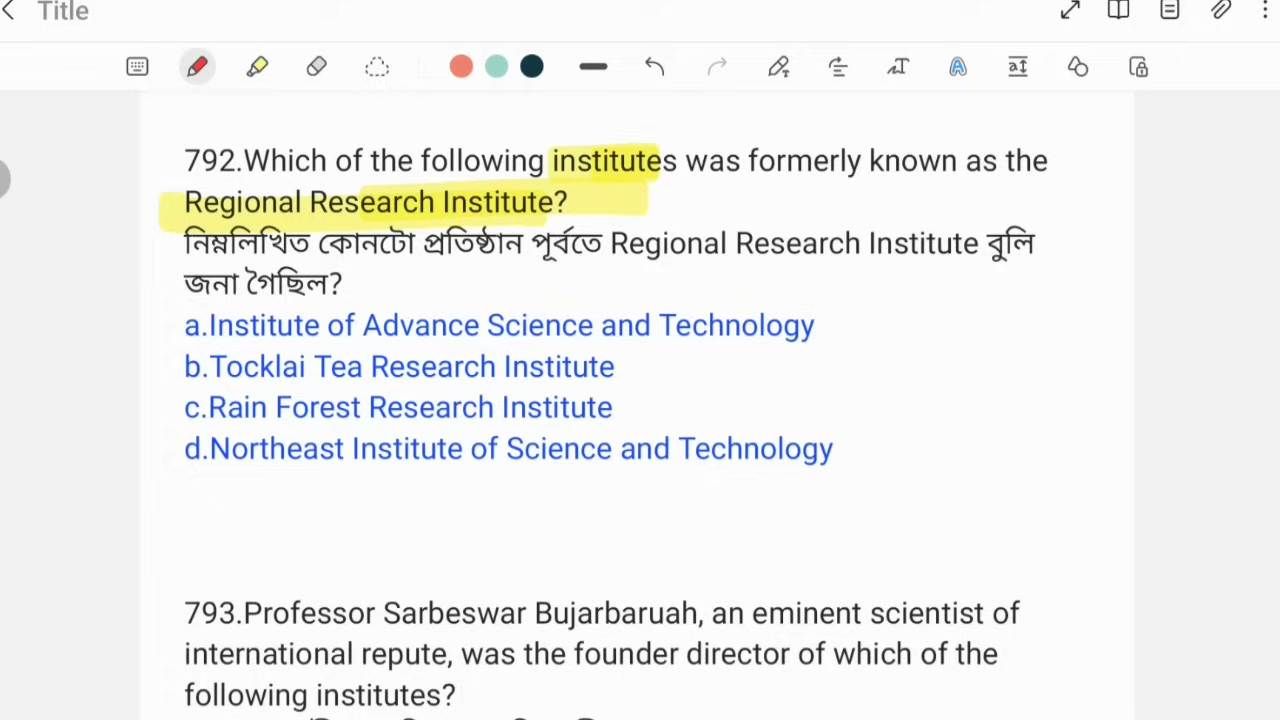 Title
792.Which of the following institutes was formerly known as the
Regional Research Institute?
নিম্নলিখিত কোনটো প্ৰতিষ্ঠান পূৰ্বতে Regional Research Institute বুলি
জনা গৈছিল?
a.Institute of Advance Science and Technology
b.Tocklai Tea Research Institute
c.Rain Forest Research Institute
d.Northeast Institute of Science and Technology
793.Professor Sarbeswar Bujarbaruah, an eminent scientist of
international repute, was the founder director of which of the
following institutes?